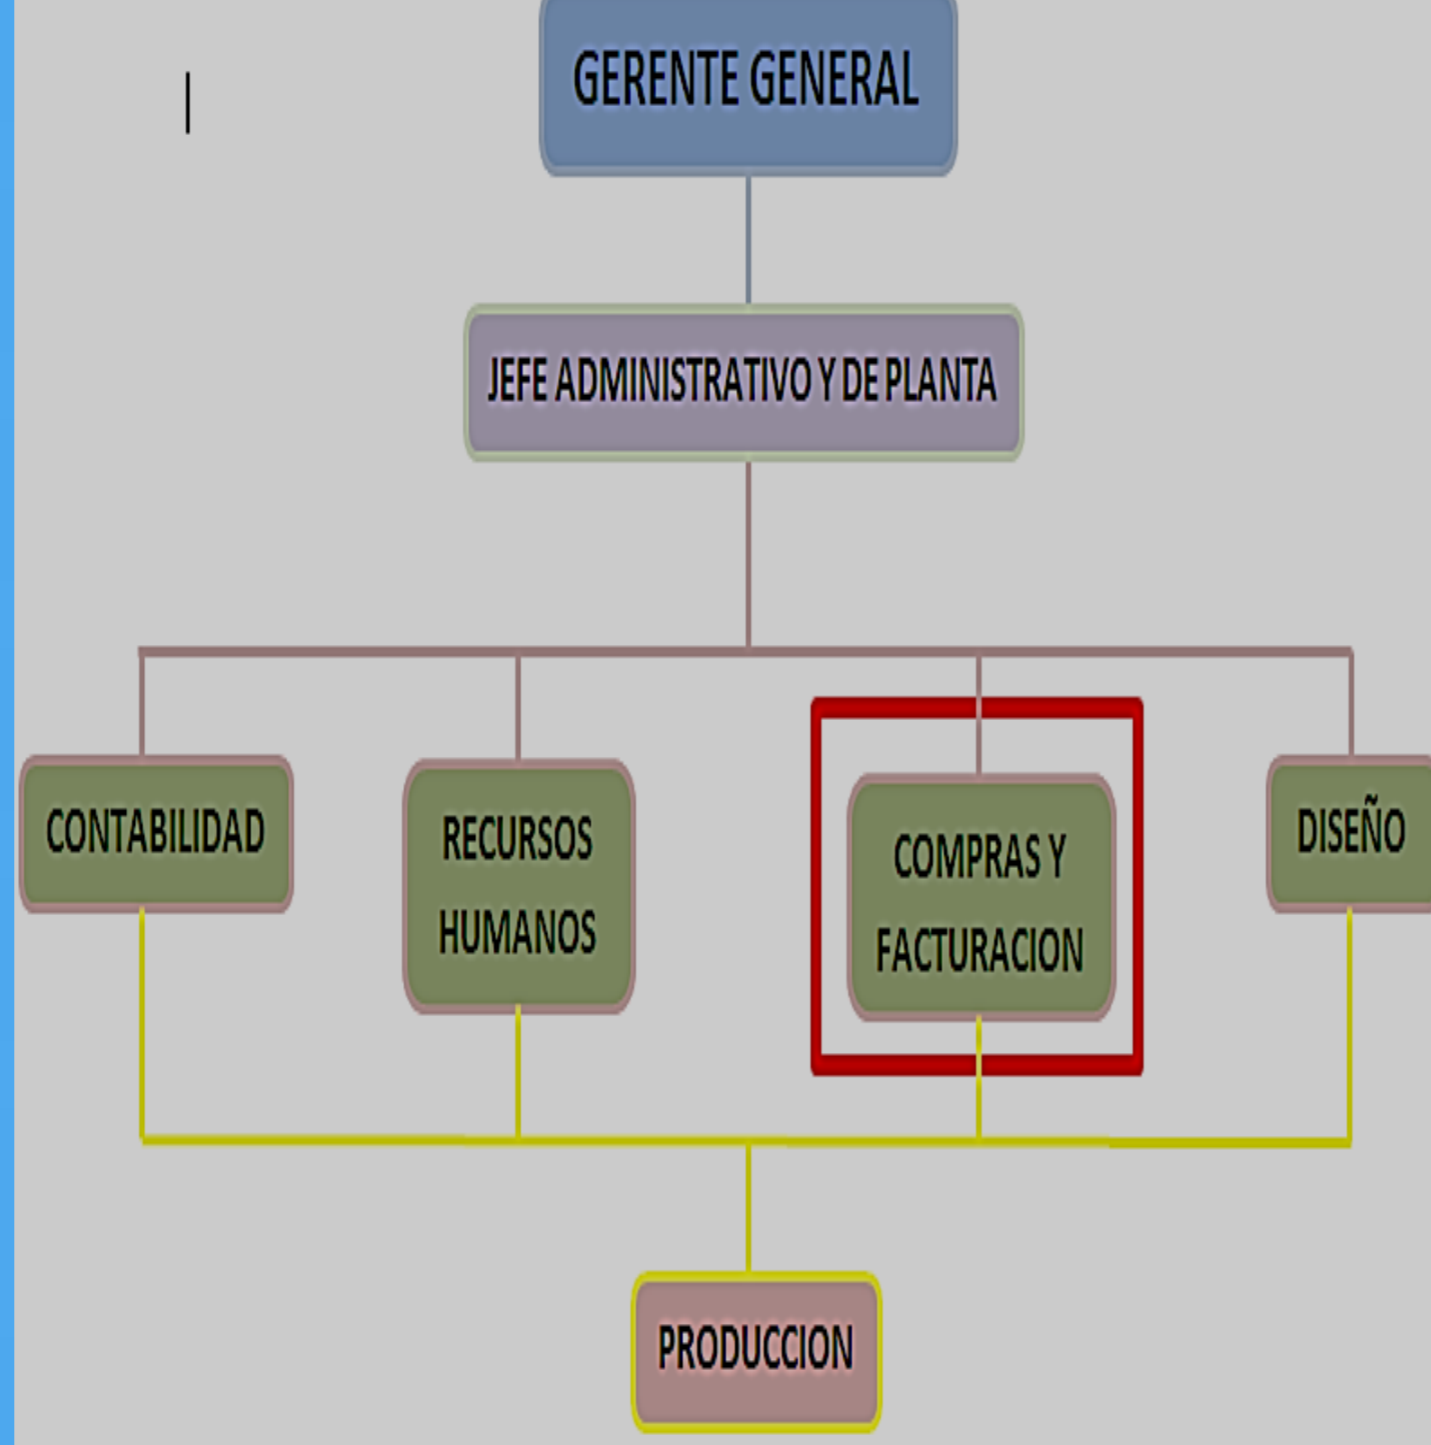 GERENTE GENERAL
JEFE ADMINISTRATIVO Y DE PLANTA
CONTABILIDAD
RECURSOS
HUMANOS
COMPRAS Y
FACTURACION
DISEÑO
PRODUCCION